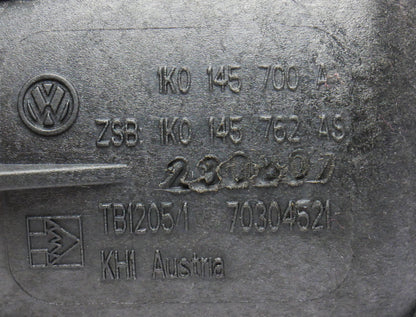 1K0 145 700 A
ZSB: 1K0 145 762 AS
TB1205/1 70304521
KHI Austria